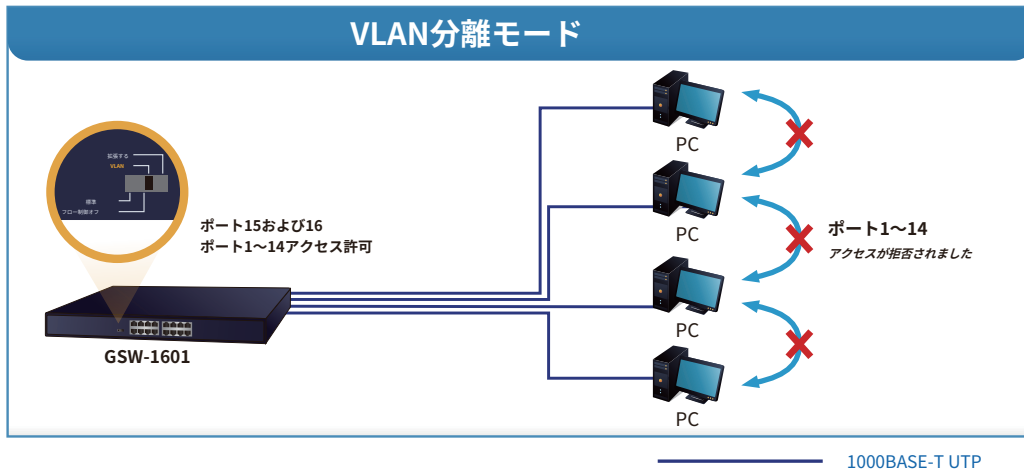 VLAN分離モード
拡張する
VLAN
標準
フロー制御オフ
ポート15および16
ポート1～14アクセス許可
GSW-1601
PC
PC
PC
PC
ポート1～14
アクセスが拒否されました
1000BASE-T UTP